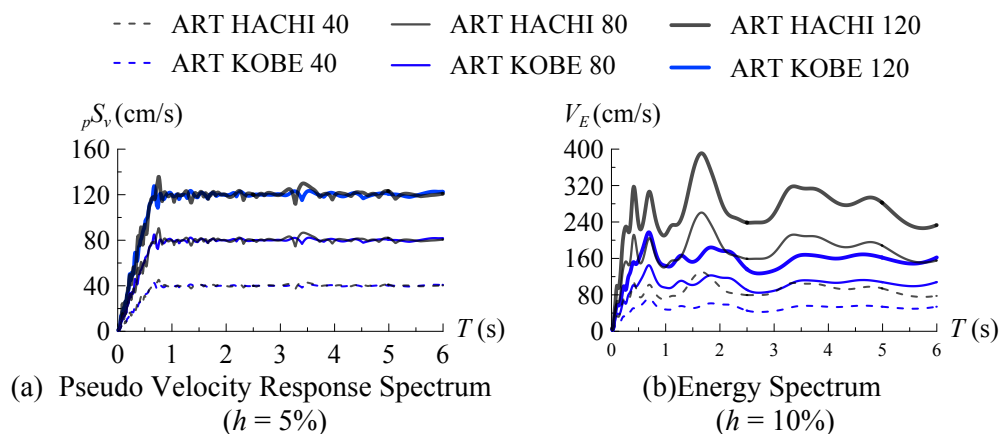 ART HACHI 40 ART HACHI 80 ART HACHI 120
ART KOBE 40 ART KOBE 80 ART KOBE 120
pSv (cm/s)
160
120
80
40
0
0 1 2 3 4 5 6
T (s)
(a) Pseudo Velocity Response Spectrum
(h = 5%)
VE (cm/s)
400
320
240
160
80
0
0 1 2 3 4 5 6
T (s)
(b)Energy Spectrum
(h = 10%)